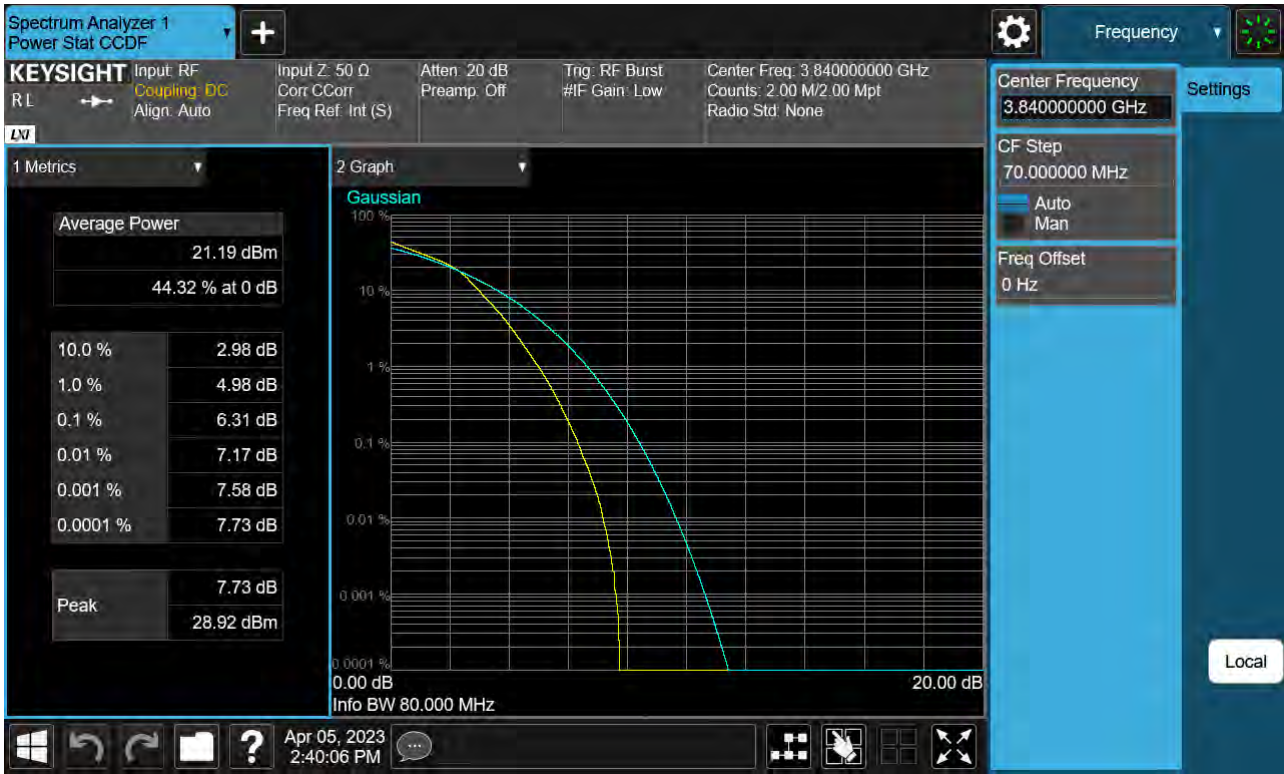 Spectrum Analyzer 1
Power Stat CCDF
+
Frequency
KEYSIGHT
RL
LXI
Input: RF
Coupling: DC
Align: Auto
Input Z: 50 Ω
Corr CCorr
Freq Ref: Int (S)
Atten: 20 dB
Preamp: Off
Trig: RF Burst
#IF Gain: Low
Center Freq: 3.840000000 GHz
Counts: 2.00 M/2.00 Mpt
Radio Std: None
Center Frequency
3.840000000 GHz
Settings
CF Step
70.000000 MHz
Auto
Man
Freq Offset
0 Hz
1 Metrics
Average Power
21.19 dBm
44.32 % at 0 dB
10.0 % 2.98 dB
1.0 % 4.98 dB
0.1 % 6.31 dB
0.01 % 7.17 dB
0.001 % 7.58 dB
0.0001 % 7.73 dB
Peak
7.73 dB
28.92 dBm
2 Graph
Gaussian
100 %
10 %
1 %
0.1 %
0.01 %
0.001 %
0.0001 %
0.00 dB
20.00 dB
Info BW 80.000 MHz
Local
?
Apr 05, 2023
2:40:06 PM